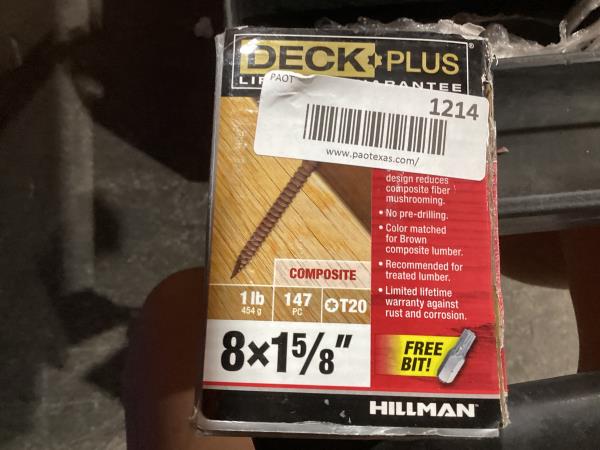 DECK PLUS
PAOT
1214
www.paotexas.com/
design reduces
composite fiber
mushrooming.
• No pre-drilling.
• Color matched
for Brown
composite lumber.
• Recommended for
treated lumber.
• Limited lifetime
warranty against
rust and corrosion.
COMPOSITE
1 lb
454 g
147
PC
T20
8×1⅝"
FREE
BIT!
HILLMAN